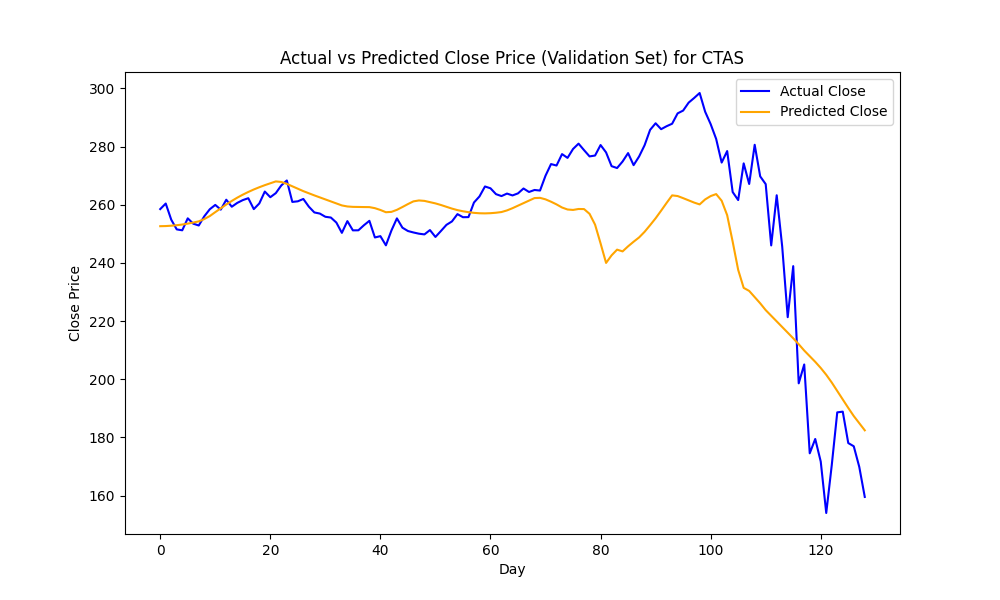 Actual vs Predicted Close Price (Validation Set) for CTAS
Actual Close
Predicted Close
Close Price
300
280
260
240
220
200
180
160
0 20 40 60 80 100 120
Day